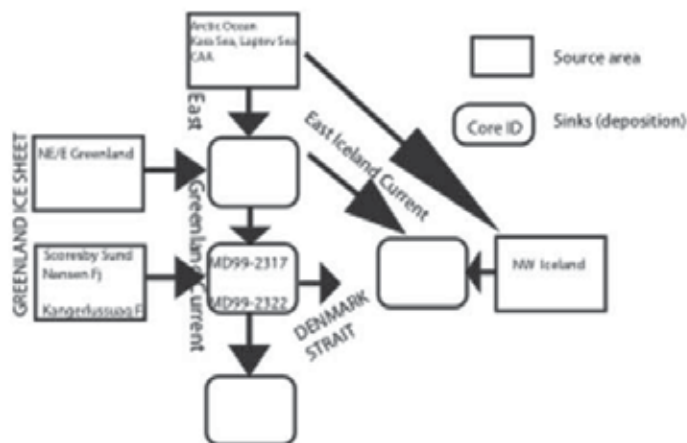 Arctic Ocean
Kara Sea, Laptev Sea
CAA
Source area
Core ID
Sinks (deposition)
East Greenland Current
East Iceland Current
GREENLAND ICE SHEET
NE/E Greenland
Scoresby Sund
Nansen Fj
Kangerlussuaq F
MD99-2317
MD99-2322
DENMARK
STRAIT
NW Iceland